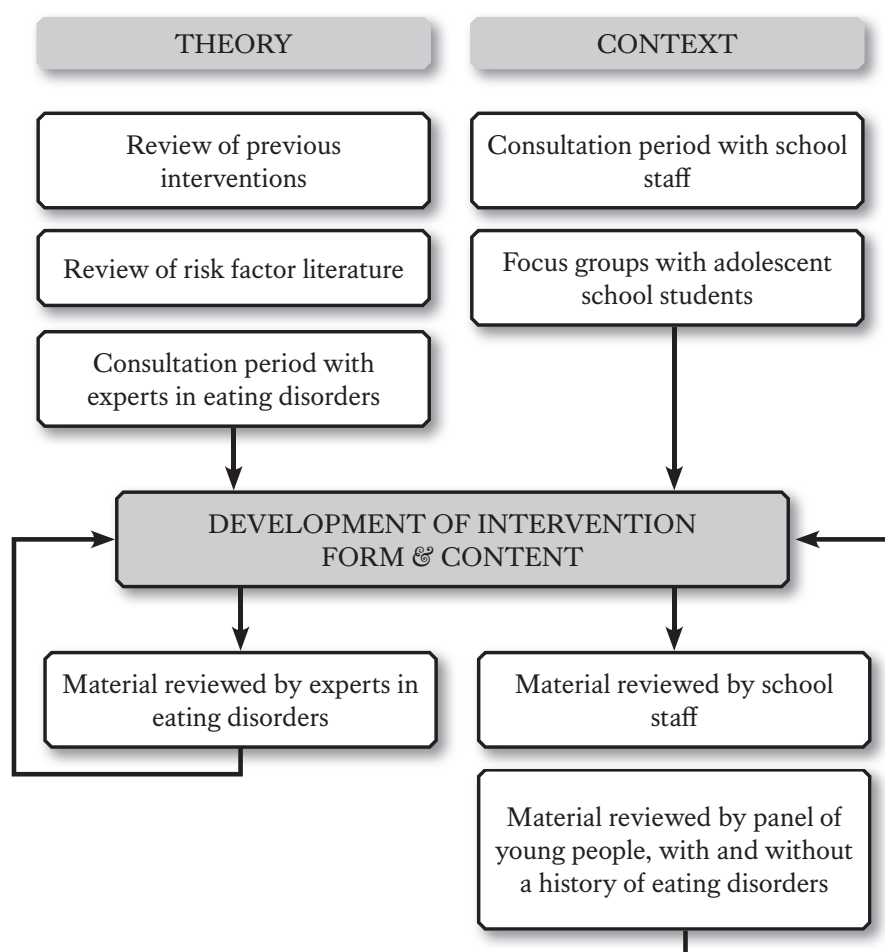 THEORY
CONTEXT
Review of previous
interventions
Consultation period with school
staff
Review of risk factor literature
Focus groups with adolescent
school students
Consultation period with
experts in eating disorders
DEVELOPMENT OF INTERVENTION
FORM & CONTENT
Material reviewed by experts in
eating disorders
Material reviewed by school
staff
Material reviewed by panel of
young people, with and without
a history of eating disorders